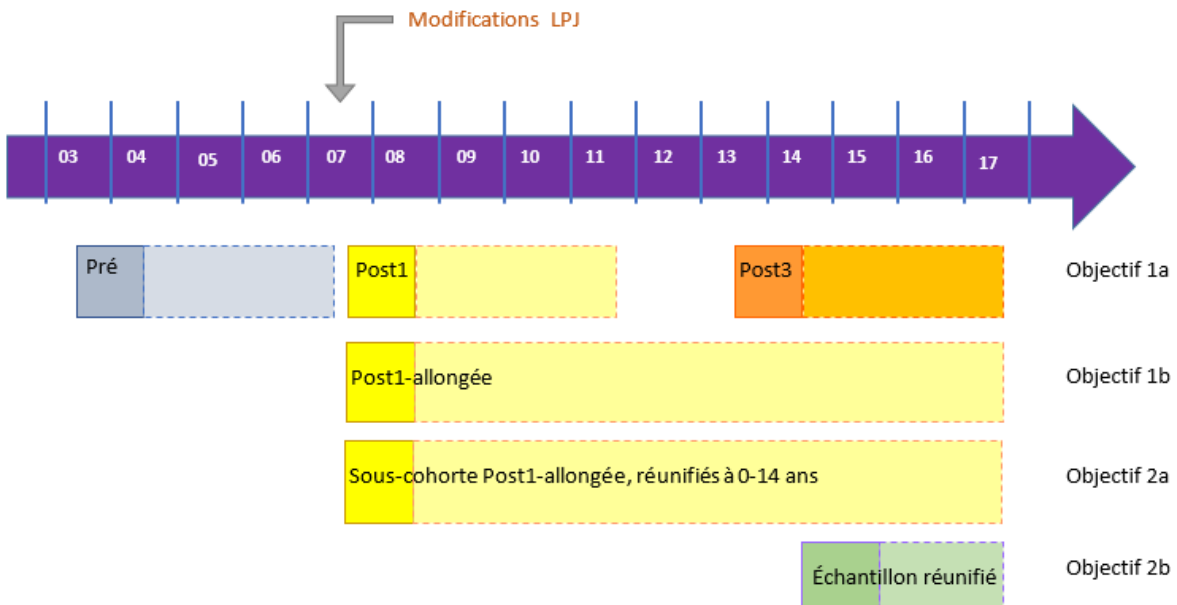 Modifications LPJ
03 04 05 06 07 08 09 10 11 12 13 14 15 16 17
Pré Post1 Post3 Objectif 1a
Post1-allongée Objectif 1b
Sous-cohorte Post1-allongée, réunifiés à 0-14 ans Objectif 2a
Échantillon réunifié Objectif 2b